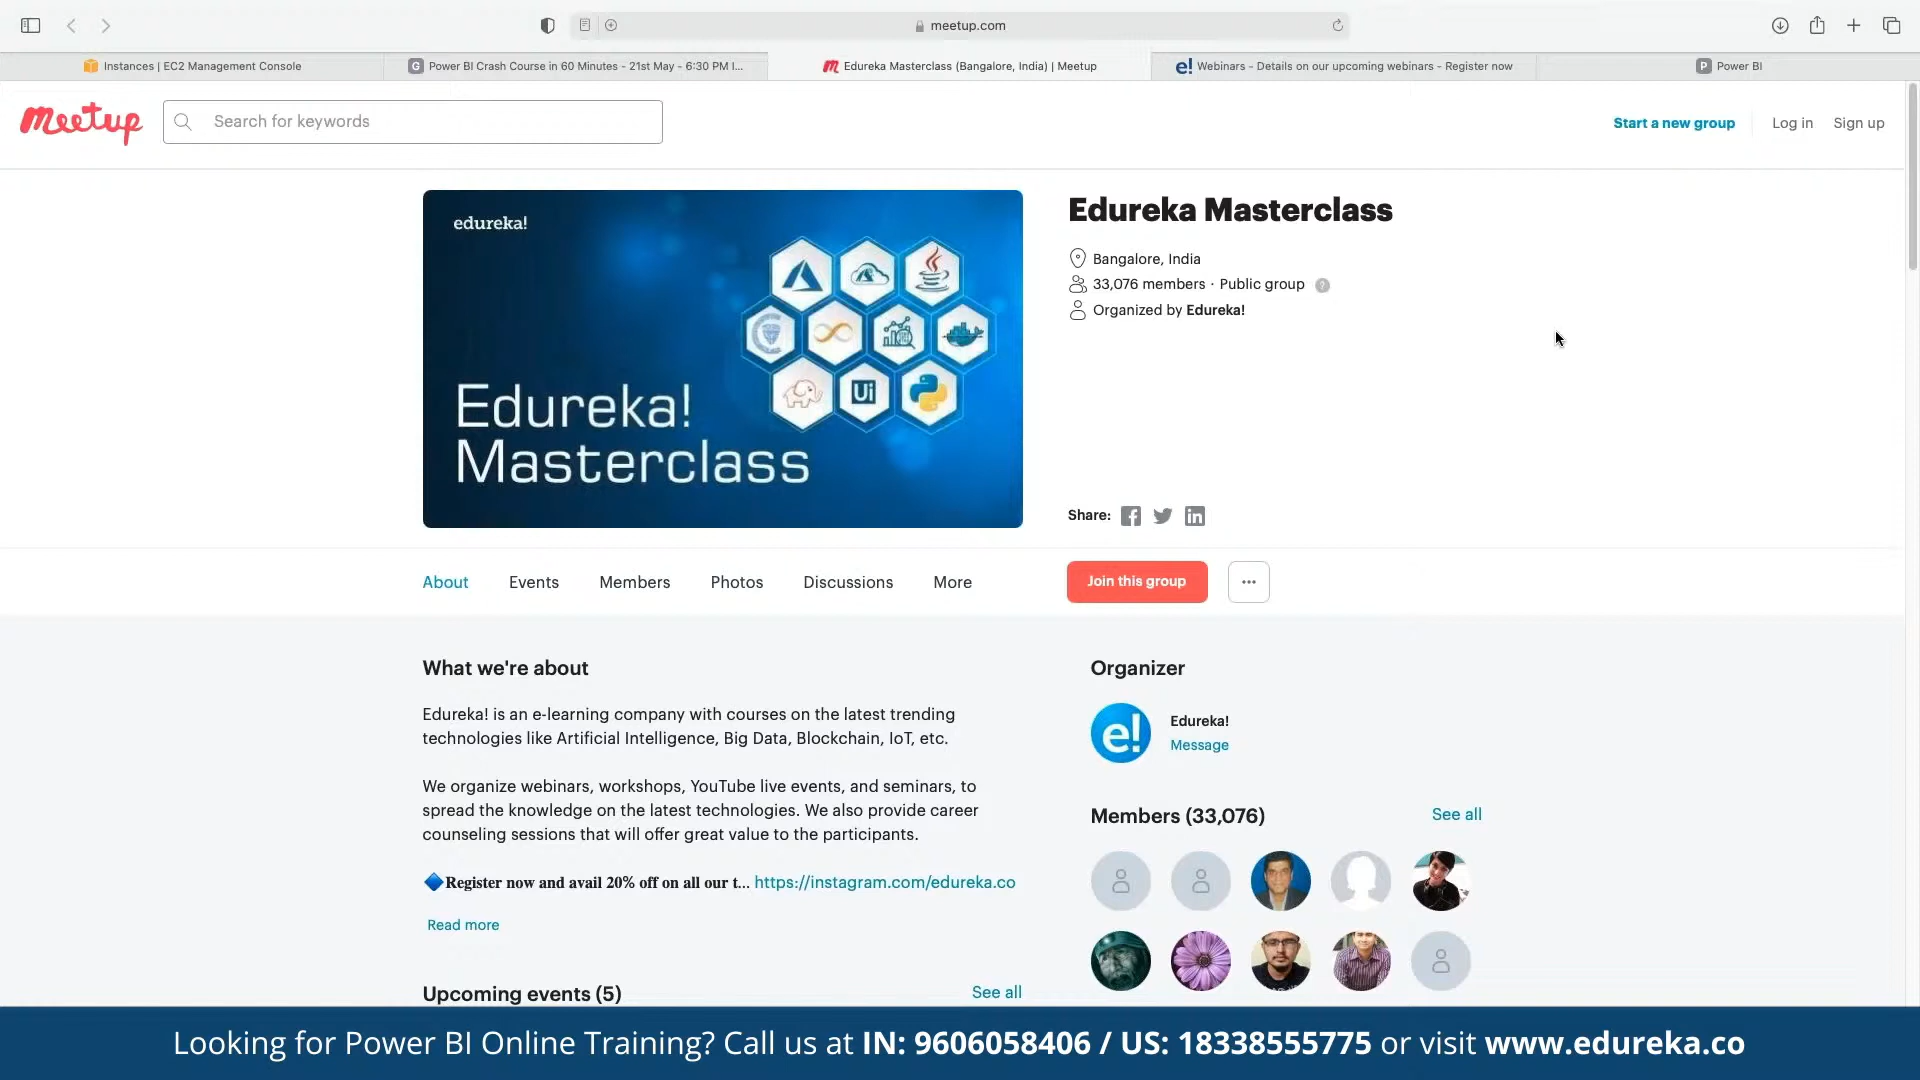 meetup.com
Instances | EC2 Management Console
Power BI Crash Course in 60 Minutes - 21st May - 6:30 PM I...
Edureka Masterclass (Bangalore, India) | Meetup
e! Webinars - Details on our upcoming webinars - Register now
P Power BI
meetup
Search for keywords
Start a new group
Log in
Sign up
edureka!
Ui
Edureka!
Masterclass
Edureka Masterclass
Bangalore, India
33,076 members · Public group ?
Organized by Edureka!
Share:
About
Events
Members
Photos
Discussions
More
Join this group
What we're about
Edureka! is an e-learning company with courses on the latest trending
technologies like Artificial Intelligence, Big Data, Blockchain, IoT, etc.
We organize webinars, workshops, YouTube live events, and seminars, to
spread the knowledge on the latest technologies. We also provide career
counseling sessions that will offer great value to the participants.
🔷Register now and avail 20% off on all our t... https://instagram.com/edureka.co
Read more
Upcoming events (5)
See all
Organizer
e!
Edureka!
Message
Members (33,076)
See all
Looking for Power BI Online Training? Call us at IN: 9606058406 / US: 18338555775 or visit www.edureka.co